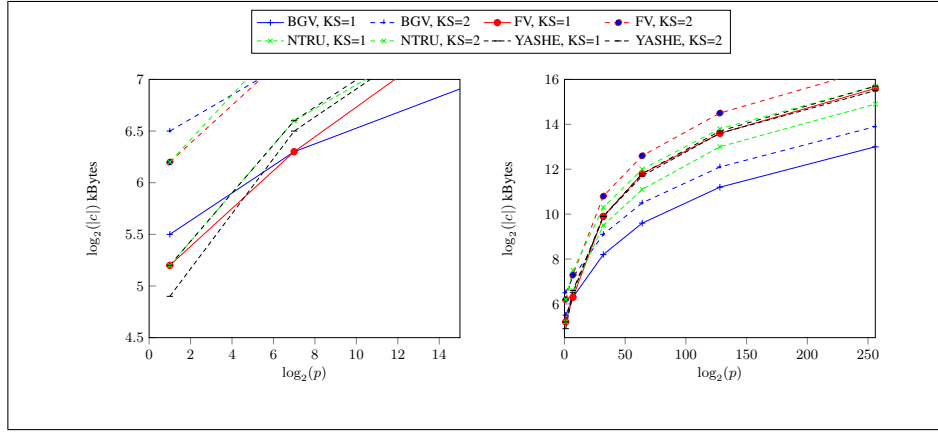 BGV, KS=1 BGV, KS=2 FV, KS=1 FV, KS=2
NTRU, KS=1 NTRU, KS=2 YASHE, KS=1 YASHE, KS=2
7
6.5
6
5.5
5
4.5
log₂(|c|) kBytes
0 2 4 6 8 10 12 14
log₂(p)
16
14
12
10
8
6
log₂(|c|) kBytes
0 50 100 150 200 250
log₂(p)